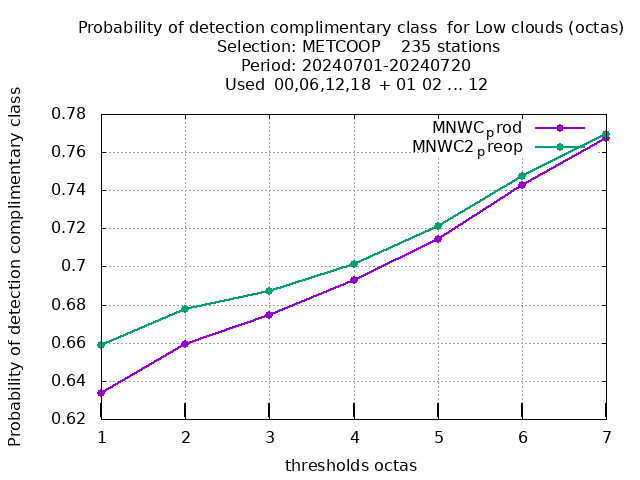 Probability of detection complimentary class  for Low clouds (octas)
Selection: METCOOP    235 stations
Period: 20240701-20240720
Used  00,06,12,18 + 01 02 ... 12
Probability of detection complimentary class
0.78
0.76
0.74
0.72
0.7
0.68
0.66
0.64
0.62
MNWCprod
MNWC2preop
1 2 3 4 5 6 7
thresholds octas